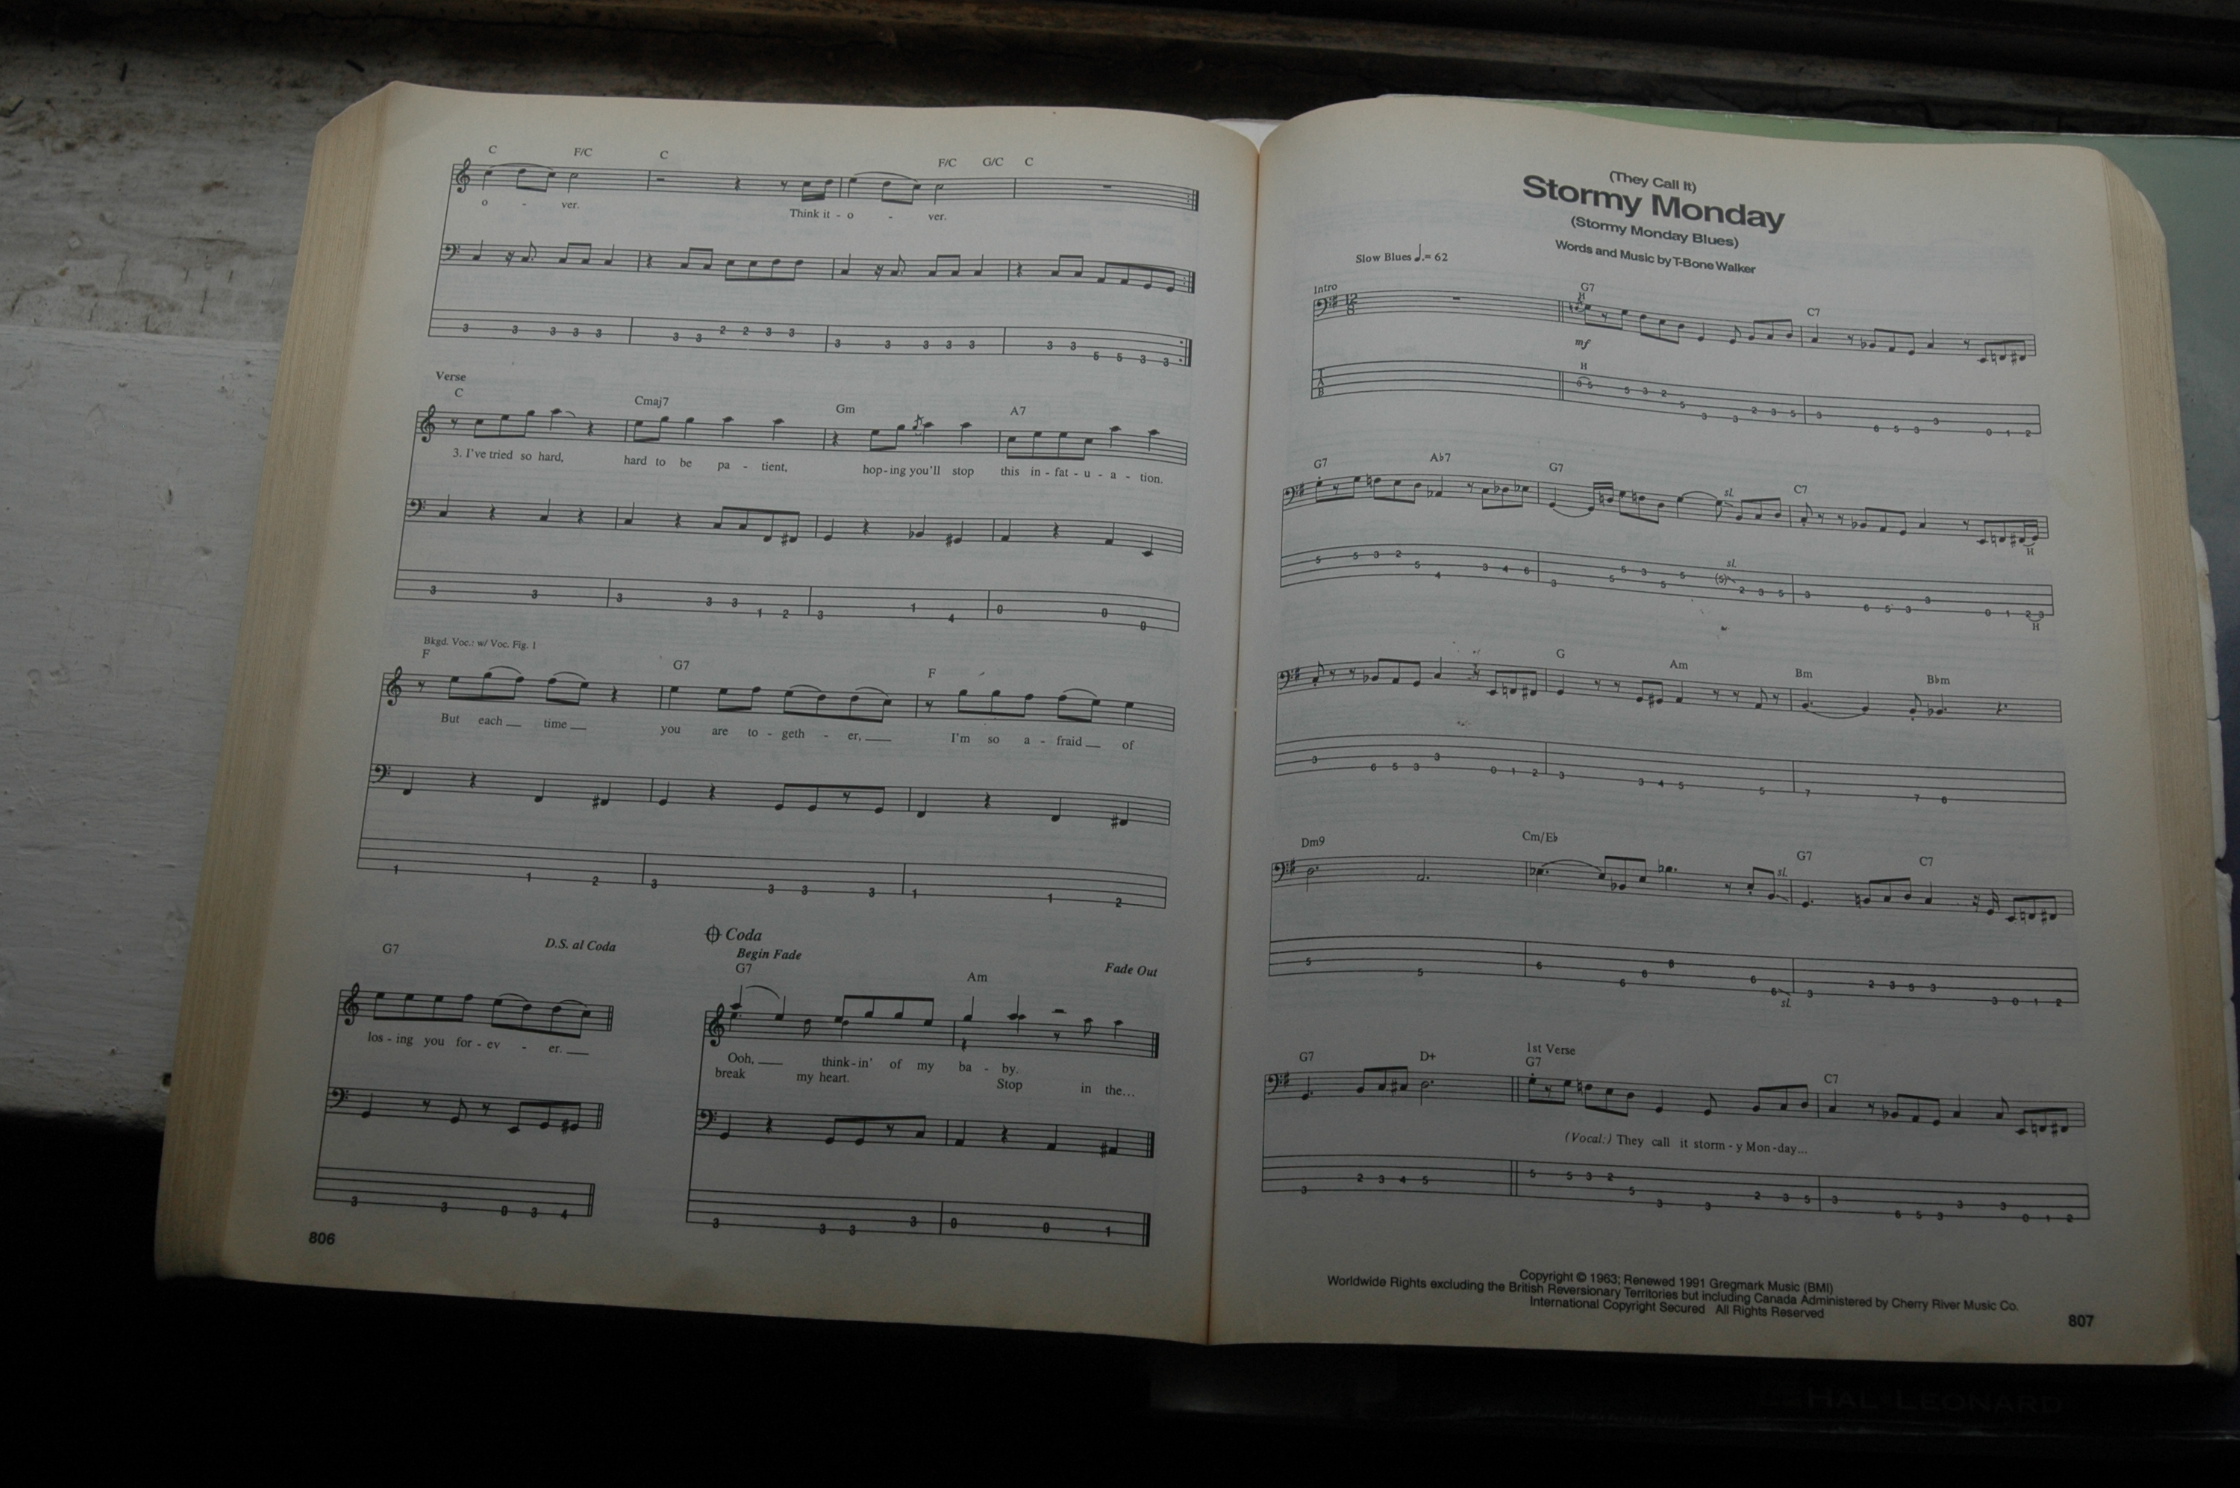 C F/C C F/C G/C C
o - ver. Think it - o - ver.
3 3 3 3 3 3 3 2 2 3 3 3 3 3 3 3 3 3 5 5 3 3
Verse
C Cmaj7 Gm A7
3. I've tried so hard, hard to be pa - tient, hop - ing you'll stop this in - fat - u - a - tion.
3 3 3 3 3 1 2 3 1 4 0 0 0
Bkgd. Voc.: w/ Voc. Fig. 1
F G7 F
But each time you are to - geth - er, I'm so a - fraid of
1 1 2 3 3 3 3 1 1 2
G7 D.S. al Coda
los - ing you for - ev - er.
3 3 0 3 4
Coda
Begin Fade Fade Out
G7 Am
Ooh, think - in' of my ba - by.
break my heart. Stop in the...
3 3 3 3 0 0 1
806
(They Call It)
Stormy Monday
(Stormy Monday Blues)
Words and Music by T-Bone Walker
Slow Blues ♩.= 62
Intro
12
8
G7 C7
H
mf
T
A
B
H
5 3 2 5 3 3 2 3 5 3 6 5 3 3 0 1 2
G7 A♭7 G7 C7
sl.
H
sl.
5 5 3 2 5 4 3 4 6 3 5 5 3 5 5 (5) 2 3 5 3 6 5 3 3 0 1 2 3
H
G Am Bm B♭m
3 6 5 3 3 0 1 2 3 3 4 5 5 7 7 6
Dm9 Cm/E♭ G7 C7
sl.
5 5 6 6 8 8 6 6 3 2 3 5 3 3 0 1 2
sl.
G7 D+ 1st Verse
G7 C7
(Vocal:) They call it storm - y Mon - day...
3 2 3 4 5 5 5 3 2 5 3 3 2 3 5 3 6 5 3 3 3 0 1 2
Copyright © 1963; Renewed 1991 Gregmark Music (BMI)
Worldwide Rights excluding the British Reversionary Territories but including Canada Administered by Cherry River Music Co.
International Copyright Secured All Rights Reserved
807
HAL LEONARD